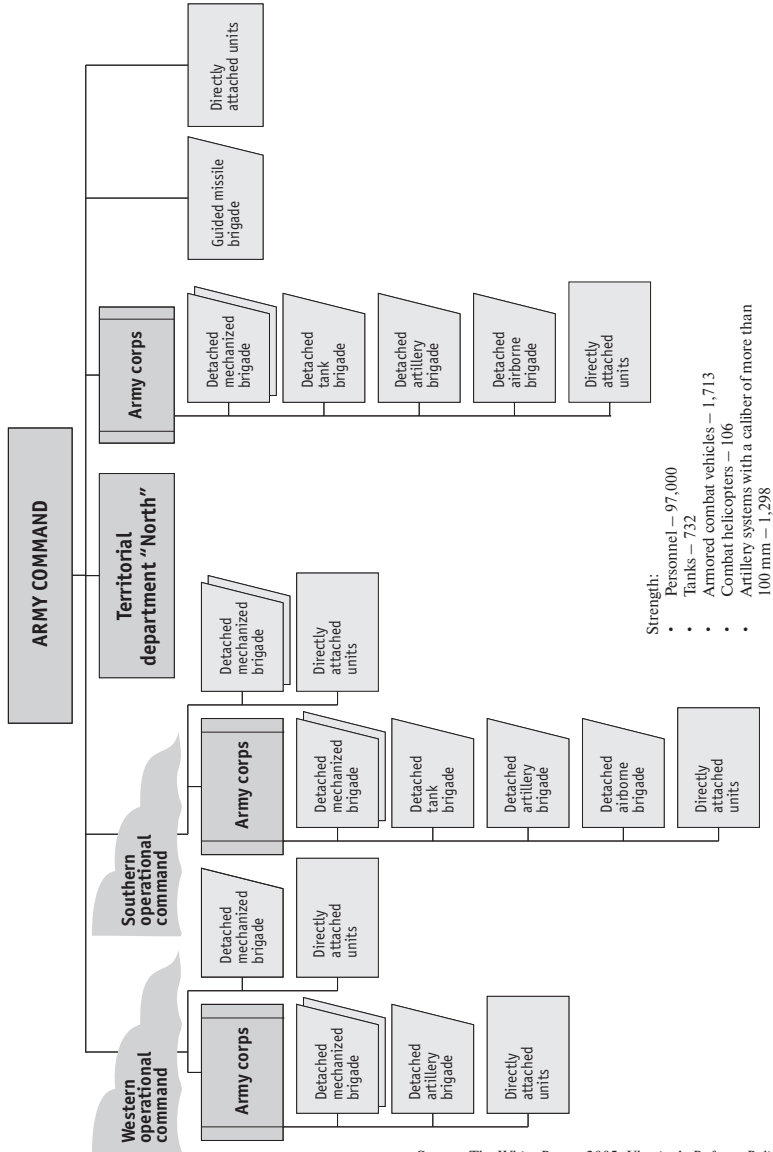 ARMY COMMAND
Western
operational
command
Army corps
Detached
mechanized
brigade
Detached
artillery
brigade
Directly
attached
units
Detached
mechanized
brigade
Directly
attached
units
Southern
operational
command
Army corps
Detached
mechanized
brigade
Detached
tank
brigade
Detached
artillery
brigade
Detached
airborne
brigade
Directly
attached
units
Detached
mechanized
brigade
Directly
attached
units
Territorial
department "North"
Army corps
Detached
mechanized
brigade
Detached
tank
brigade
Detached
artillery
brigade
Detached
airborne
brigade
Directly
attached
units
Guided missile
brigade
Directly
attached units
Strength:
• Personnel – 97,000
• Tanks – 732
• Armored combat vehicles – 1,713
• Combat helicopters – 106
• Artillery systems with a caliber of more than
100 mm – 1,298